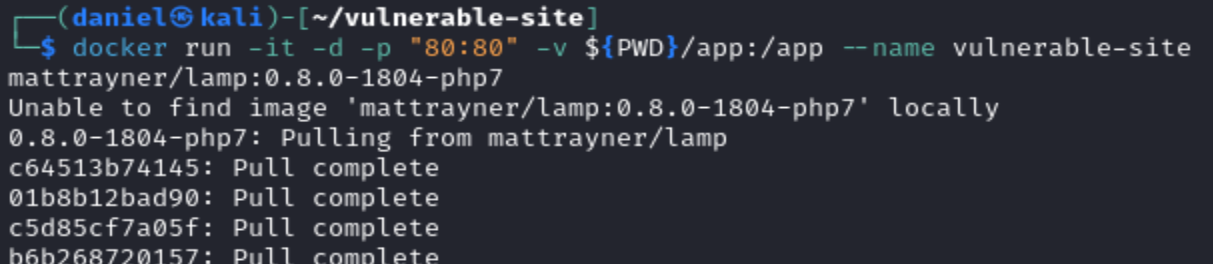 ┌──(daniel㉿kali)-[~/vulnerable-site]
└─$ docker run -it -d -p "80:80" -v ${PWD}/app:/app --name vulnerable-site
mattrayner/lamp:0.8.0-1804-php7
Unable to find image 'mattrayner/lamp:0.8.0-1804-php7' locally
0.8.0-1804-php7: Pulling from mattrayner/lamp
c64513b74145: Pull complete
01b8b12bad90: Pull complete
c5d85cf7a05f: Pull complete
b6b268720157: Pull complete